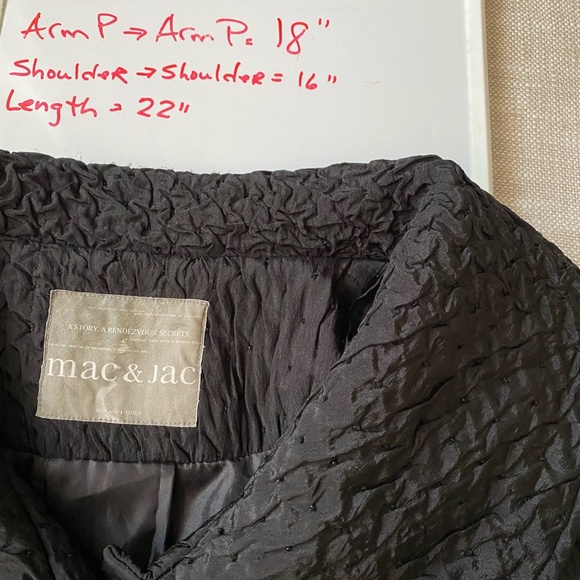 Arm P → Arm P = 18"
Shoulder → Shoulder = 16"
Length = 22"
A STORY. A RENDEZVOUS. SECRETS.
mac & jac